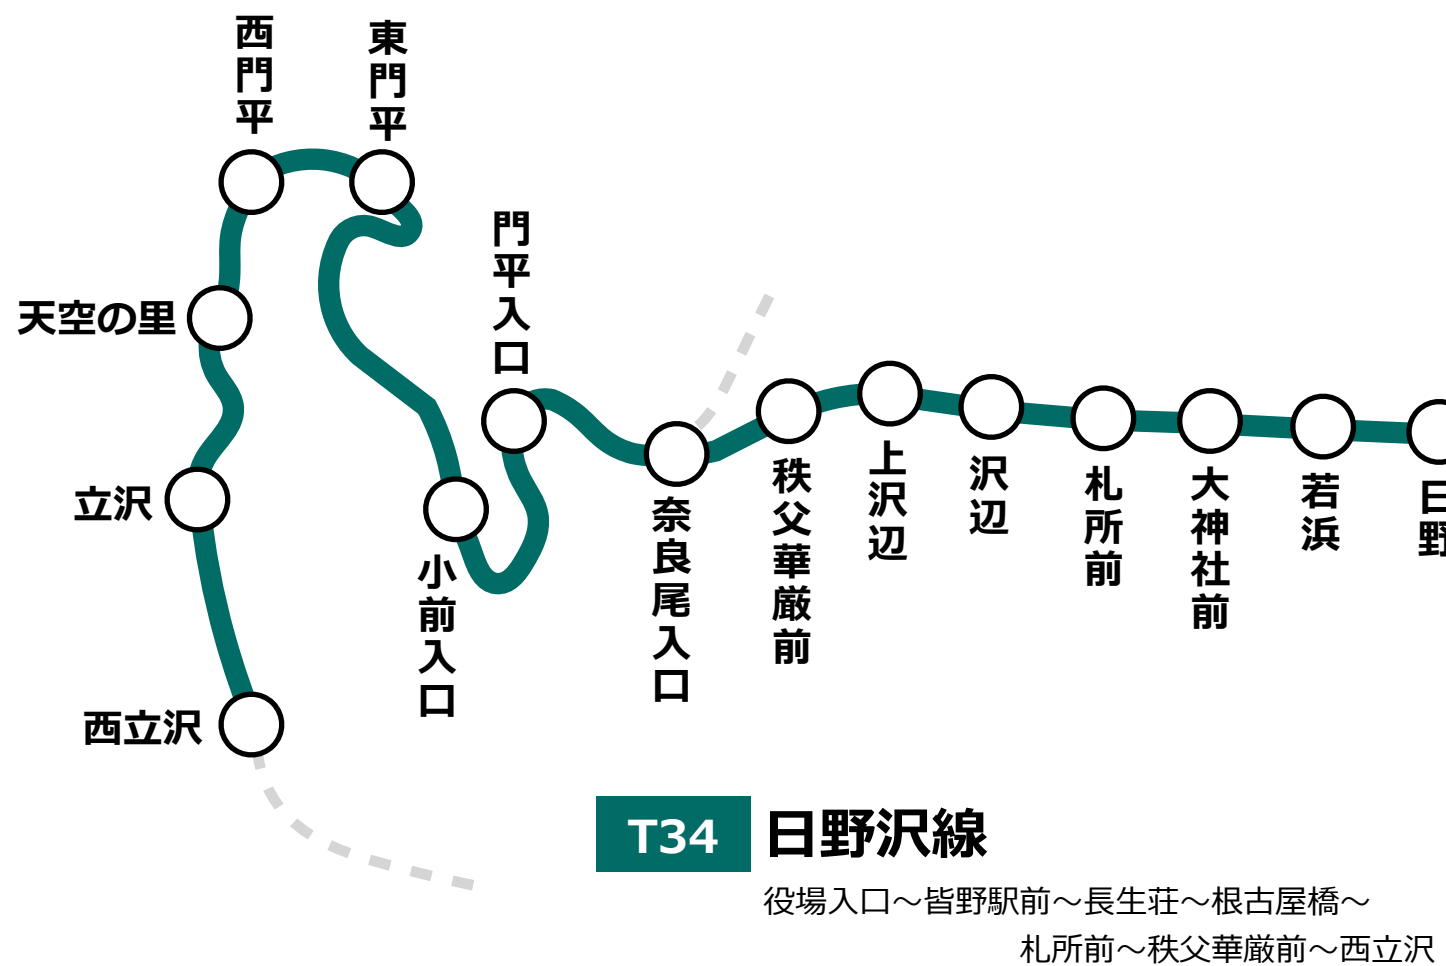 西門平
東門平
門平入口
天空の里
立沢
西立沢
小前入口
奈良尾入口
秩父華厳前
上沢辺
沢辺
札所前
大神社前
若浜
日野
T34 日野沢線
役場入口～皆野駅前～長生荘～根古屋橋～
札所前～秩父華厳前～西立沢